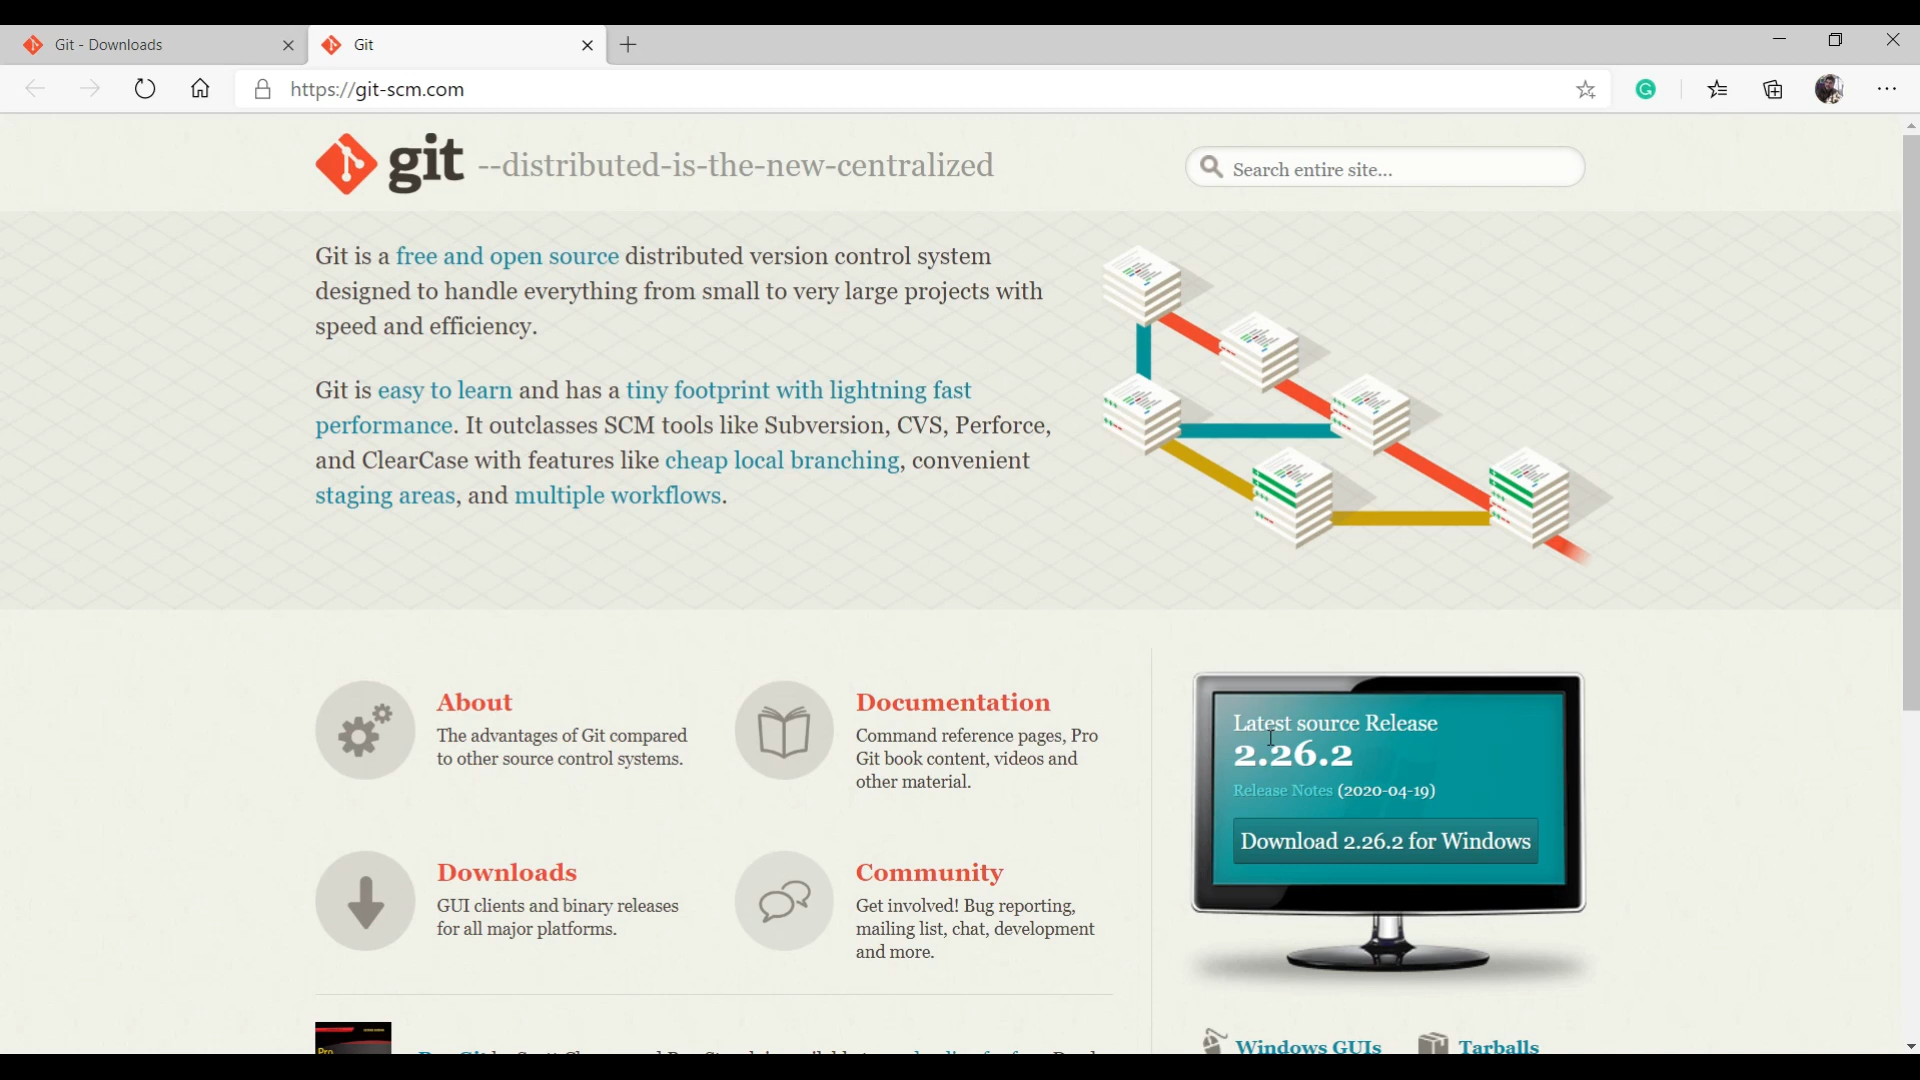 Git - Downloads
Git
https://git-scm.com
git --distributed-is-the-new-centralized
Search entire site...
Git is a free and open source distributed version control system
designed to handle everything from small to very large projects with
speed and efficiency.
Git is easy to learn and has a tiny footprint with lightning fast
performance. It outclasses SCM tools like Subversion, CVS, Perforce,
and ClearCase with features like cheap local branching, convenient
staging areas, and multiple workflows.
About
The advantages of Git compared
to other source control systems.
Documentation
Command reference pages, Pro
Git book content, videos and
other material.
Downloads
GUI clients and binary releases
for all major platforms.
Community
Get involved! Bug reporting,
mailing list, chat, development
and more.
Latest source Release
2.26.2
Release Notes (2020-04-19)
Download 2.26.2 for Windows
Windows GUIs
Tarballs
Pro